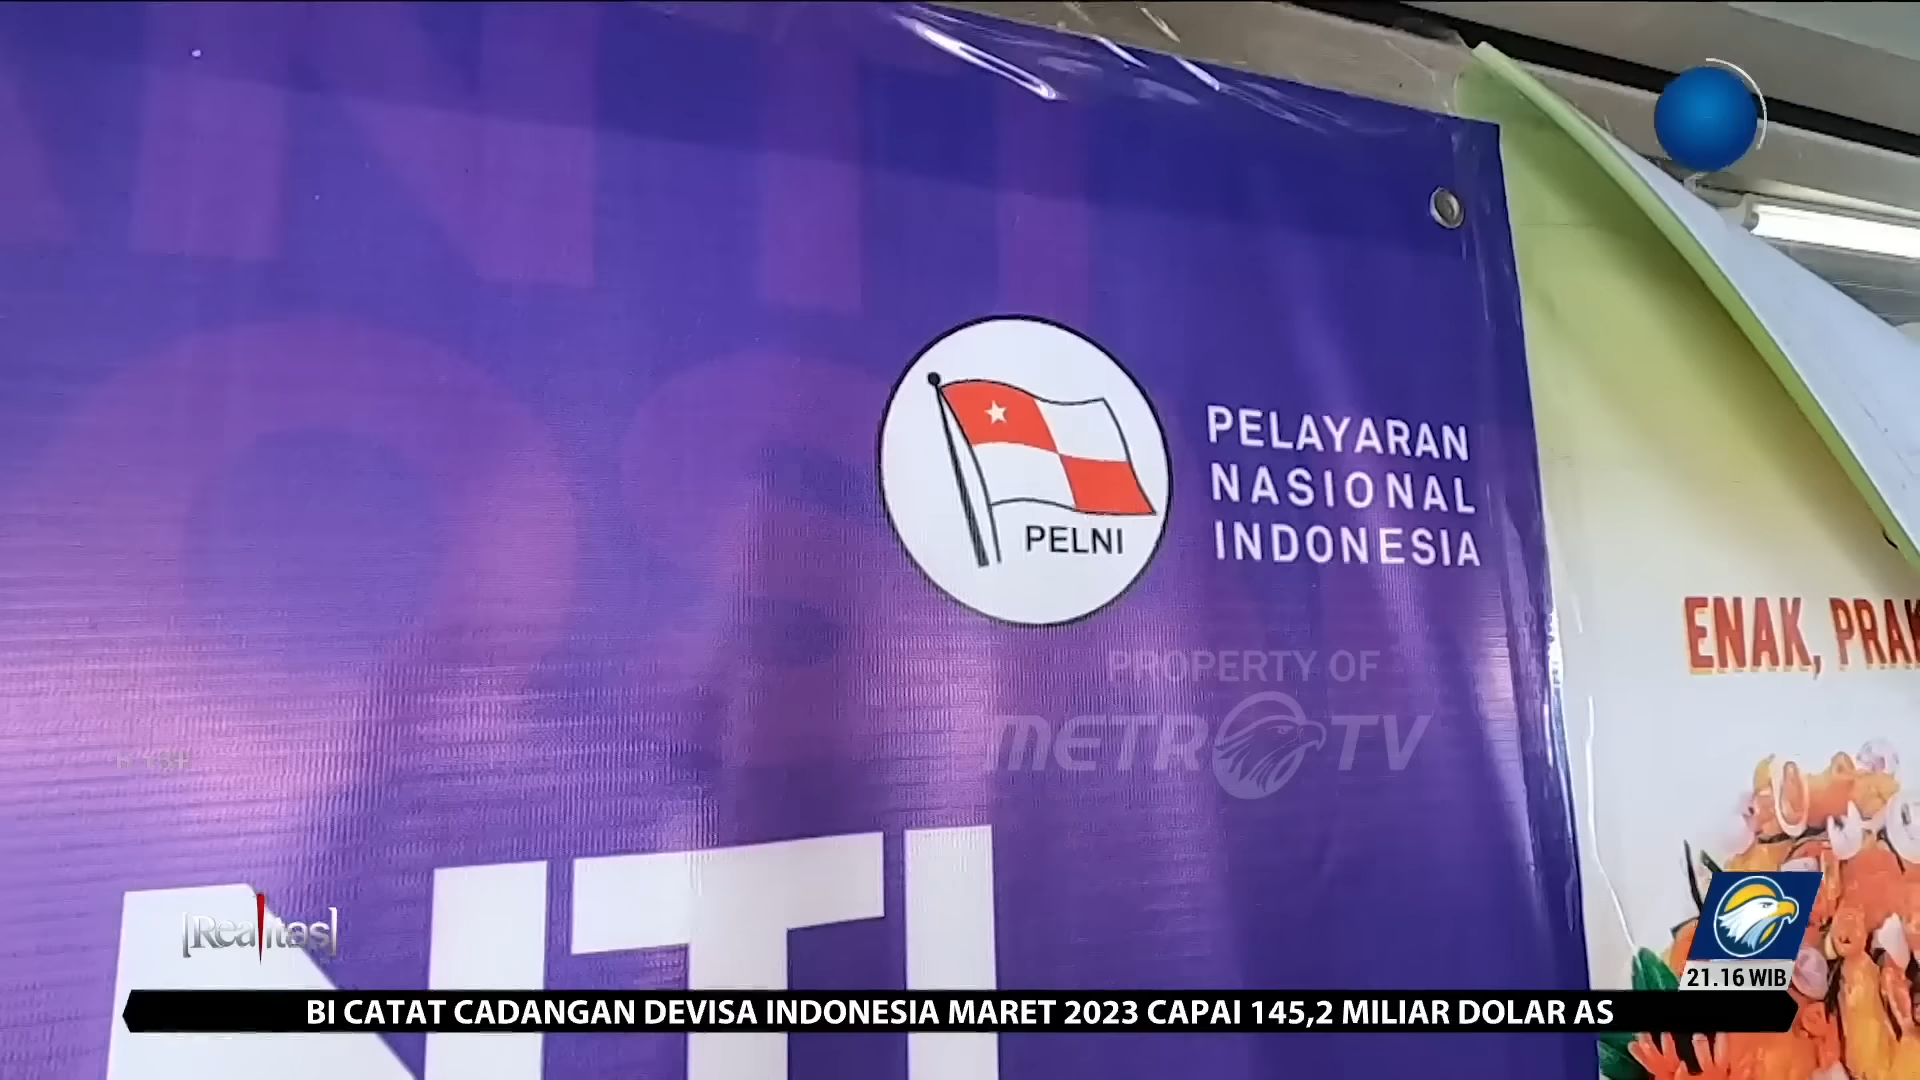 PELAYARAN
NASIONAL
INDONESIA
PELNI
ENAK,
PROPERTY OF
METRO TV
NTI
[Realitas]
21.16 WIB
BI CATAT CADANGAN DEVISA INDONESIA MARET 2023 CAPAI 145,2 MILIAR DOLAR AS